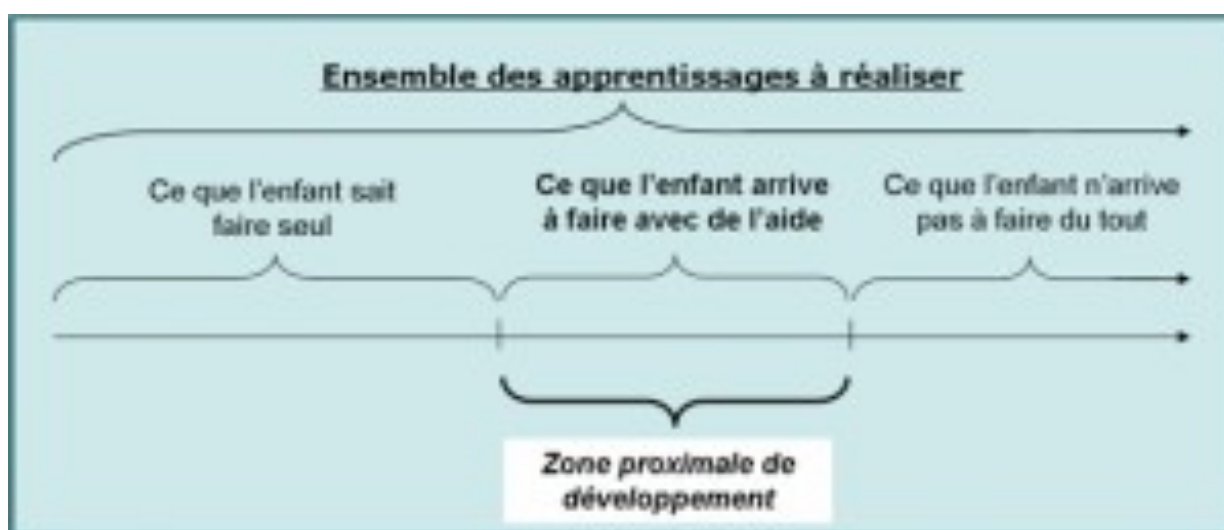 Ensemble des apprentissages à réaliser
Ce que l'enfant sait
faire seul
Ce que l'enfant arrive
à faire avec de l'aide
Ce que l'enfant n'arrive
pas à faire du tout
Zone proximale de
développement